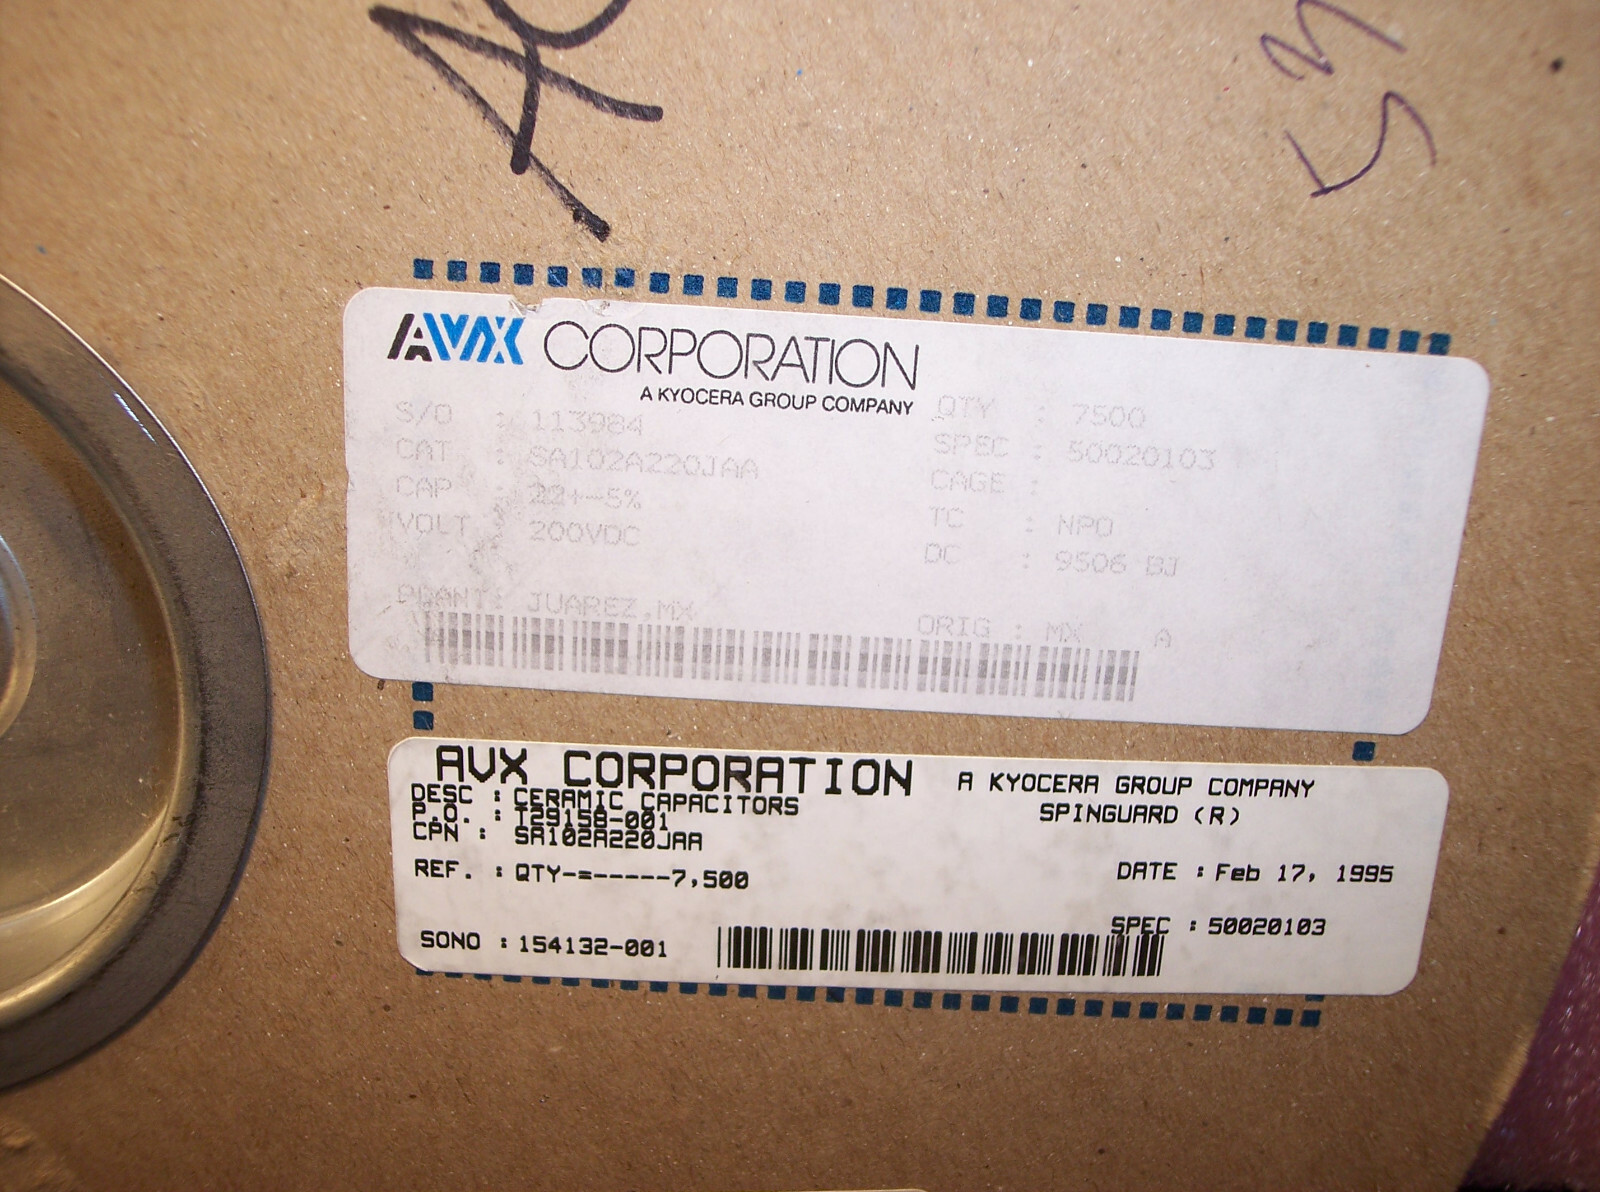 AVX CORPORATION
A KYOCERA GROUP COMPANY
S/O : 113984
QTY : 7500
CAT : SA102A220JAA
SPEC : 50020103
CAP : 22+-5%
CAGE :
VOLT 200VDC
TC : NPO
DC : 9506 BJ
PLANT: JUAREZ,MX
ORIG : MX A
AVX CORPORATION A KYOCERA GROUP COMPANY
SPINGUARD (R)
DESC : CERAMIC CAPACITORS
P.O. : T29158-001
CPN : SA102A220JAA
REF. : QTY-=-----7,500
DATE : Feb 17, 1995
SPEC : 50020103
SONO : 154132-001